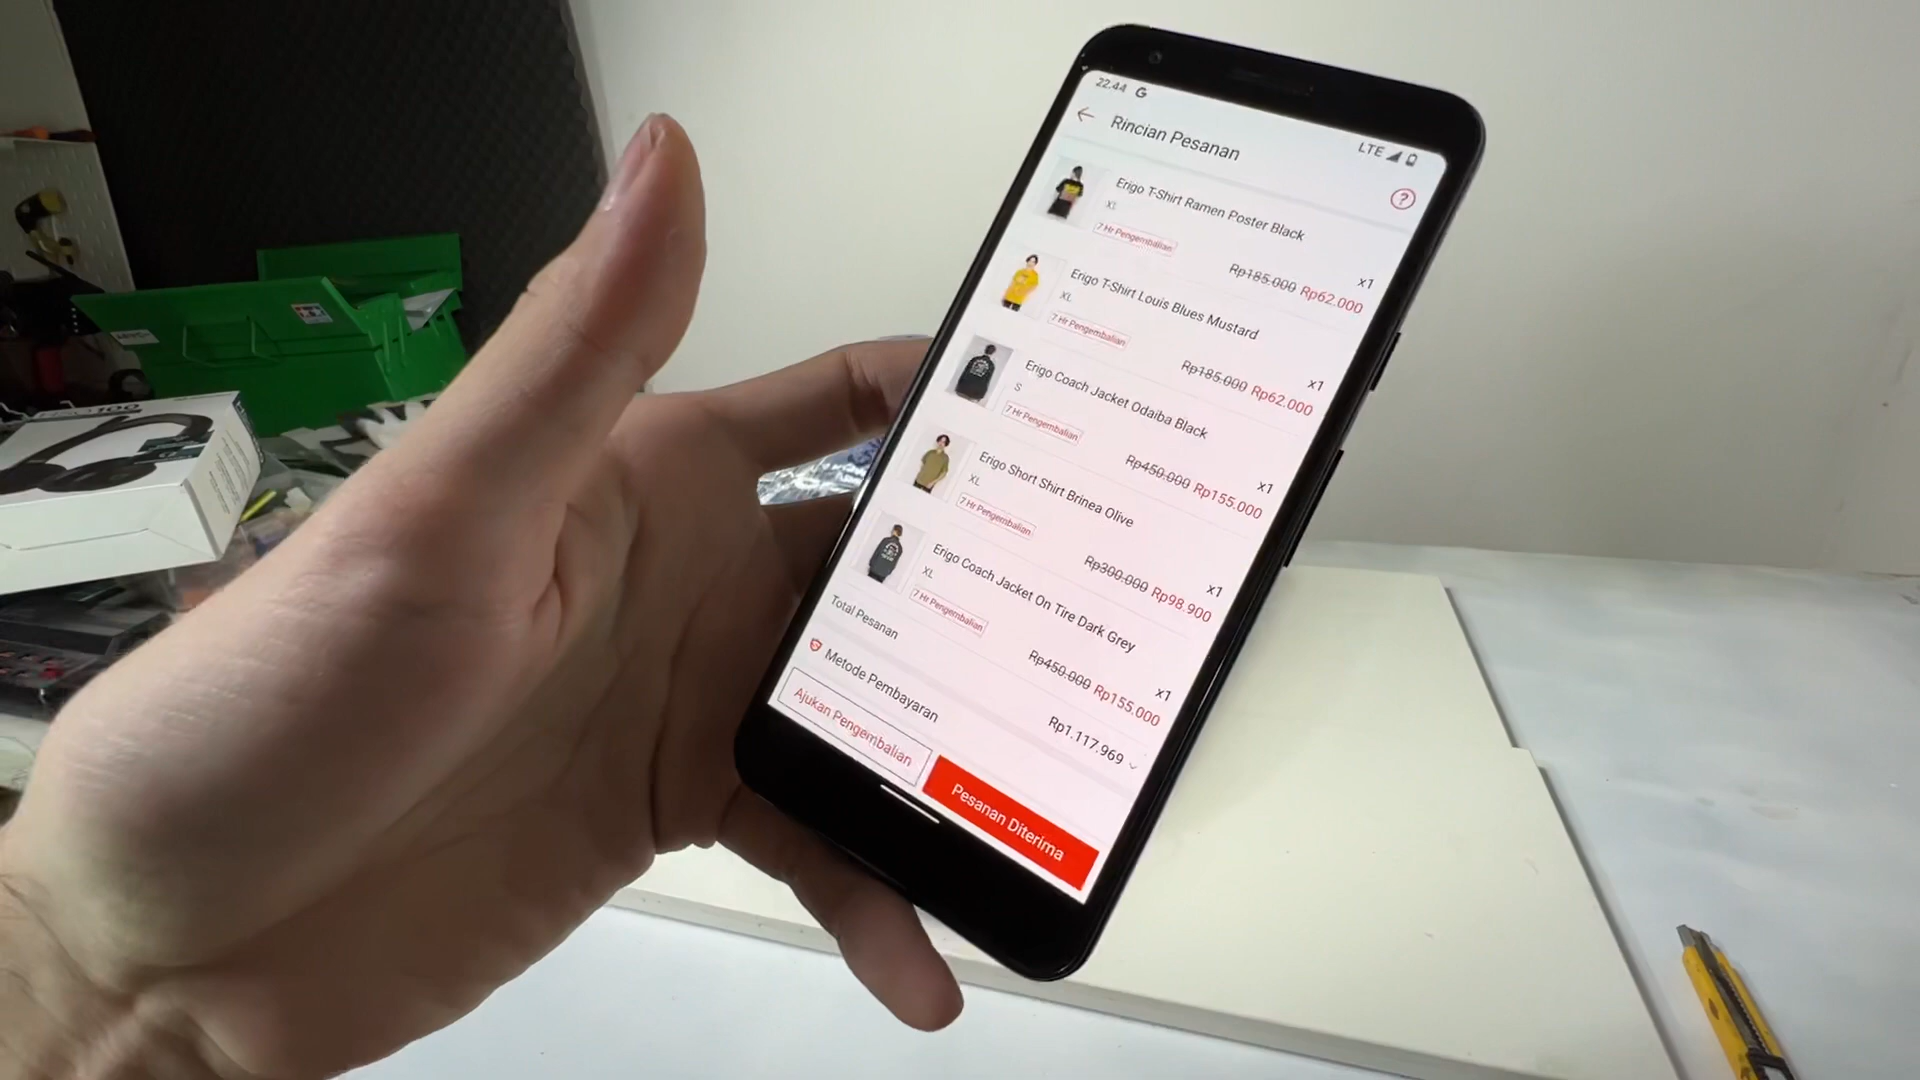 22.44 G
LTE
Rincian Pesanan
?
Erigo T-Shirt Ramen Poster Black
XL
7 Hr Pengembalian
x1
Rp185.000 Rp62.000
Erigo T-Shirt Louis Blues Mustard
XL
7 Hr Pengembalian
x1
Rp185.000 Rp62.000
Erigo Coach Jacket Odaiba Black
S
7 Hr Pengembalian
x1
Rp450.000 Rp155.000
Erigo Short Shirt Brinea Olive
XL
7 Hr Pengembalian
x1
Rp300.000 Rp98.900
Erigo Coach Jacket On Tire Dark Grey
XL
7 Hr Pengembalian
x1
Rp450.000 Rp155.000
Total Pesanan
Rp1.117.969
Metode Pembayaran
Ajukan Pengembalian
Pesanan Diterima